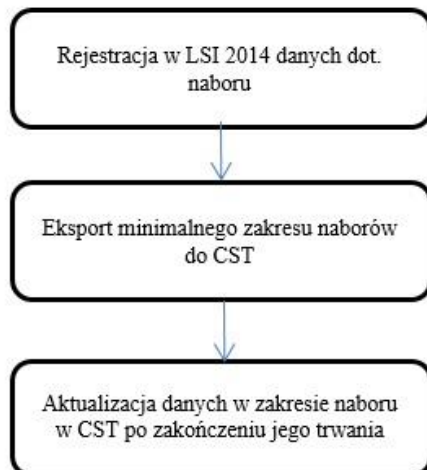 Rejestracja w LSI 2014 danych dot.
naboru
Eksport minimalnego zakresu naborów
do CST
Aktualizacja danych w zakresie naboru
w CST po zakończeniu jego trwania